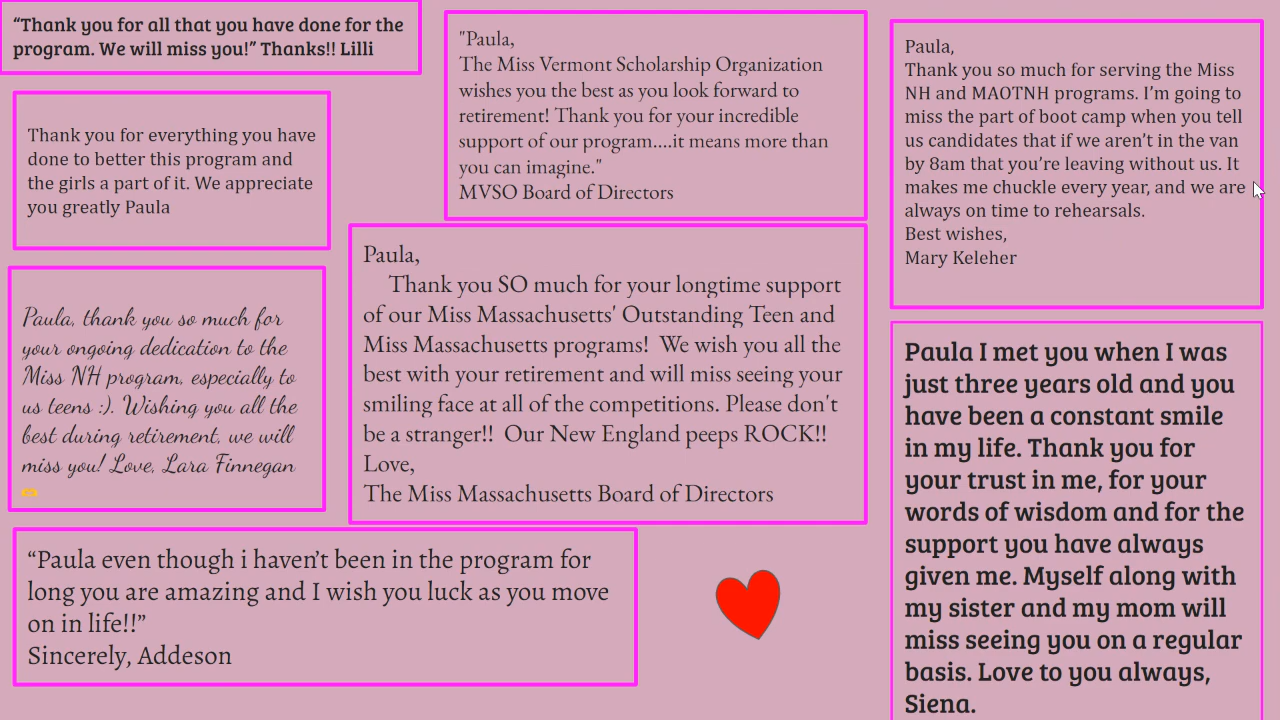 “Thank you for all that you have done for the
program. We will miss you!” Thanks!! Lilli
Thank you for everything you have
done to better this program and
the girls a part of it. We appreciate
you greatly Paula
Paula, thank you so much for
your ongoing dedication to the
Miss NH program, especially to
us teens :). Wishing you all the
best during retirement, we will
miss you! Love, Lara Finnegan
"Paula,
The Miss Vermont Scholarship Organization
wishes you the best as you look forward to
retirement! Thank you for your incredible
support of our program....it means more than
you can imagine."
MVSO Board of Directors
Paula,
Thank you SO much for your longtime support
of our Miss Massachusetts' Outstanding Teen and
Miss Massachusetts programs!  We wish you all the
best with your retirement and will miss seeing your
smiling face at all of the competitions. Please don't
be a stranger!!  Our New England peeps ROCK!!
Love,
The Miss Massachusetts Board of Directors
“Paula even though i haven’t been in the program for
long you are amazing and I wish you luck as you move
on in life!!”
Sincerely, Addeson
Paula,
Thank you so much for serving the Miss
NH and MAOTNH programs. I’m going to
miss the part of boot camp when you tell
us candidates that if we aren’t in the van
by 8am that you’re leaving without us. It
makes me chuckle every year, and we are
always on time to rehearsals.
Best wishes,
Mary Keleher
Paula I met you when I was
just three years old and you
have been a constant smile
in my life. Thank you for
your trust in me, for your
words of wisdom and for the
support you have always
given me. Myself along with
my sister and my mom will
miss seeing you on a regular
basis. Love to you always,
Siena.